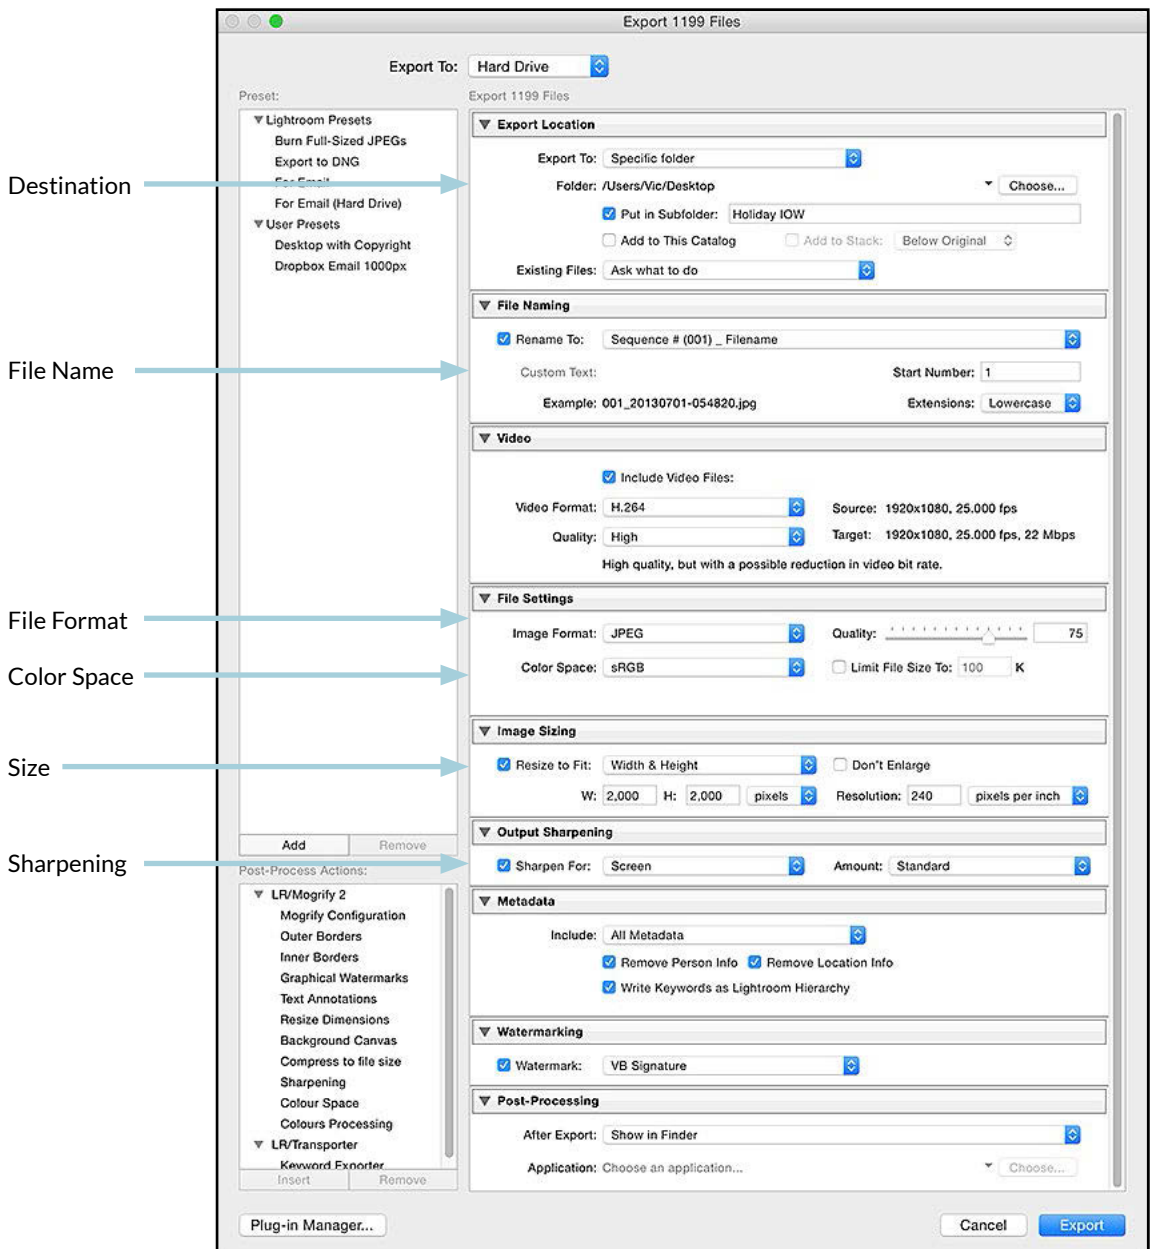 Export 1199 Files
Export To: Hard Drive
Preset:
Lightroom Presets
Burn Full-Sized JPEGs
Export to DNG
For Email
For Email (Hard Drive)
User Presets
Desktop with Copyright
Dropbox Email 1000px
Add Remove
Post-Process Actions:
LR/Mogrify 2
Mogrify Configuration
Outer Borders
Inner Borders
Graphical Watermarks
Text Annotations
Resize Dimensions
Background Canvas
Compress to file size
Sharpening
Colour Space
Colours Processing
LR/Transporter
Keyword Exporter
Insert Remove
Plug-in Manager...
Destination
File Name
File Format
Color Space
Size
Sharpening
Export 1199 Files
Export Location
Export To: Specific folder
Folder: /Users/Vic/Desktop Choose...
Put in Subfolder: Holiday IOW
Add to This Catalog Add to Stack: Below Original
Existing Files: Ask what to do
File Naming
Rename To: Sequence # (001) _ Filename
Custom Text: Start Number: 1
Example: 001_20130701-054820.jpg Extensions: Lowercase
Video
Include Video Files:
Video Format: H.264 Source: 1920x1080, 25.000 fps
Quality: High Target: 1920x1080, 25.000 fps, 22 Mbps
High quality, but with a possible reduction in video bit rate.
File Settings
Image Format: JPEG Quality: 75
Color Space: sRGB Limit File Size To: 100 K
Image Sizing
Resize to Fit: Width & Height Don't Enlarge
W: 2,000 H: 2,000 pixels Resolution: 240 pixels per inch
Output Sharpening
Sharpen For: Screen Amount: Standard
Metadata
Include: All Metadata
Remove Person Info Remove Location Info
Write Keywords as Lightroom Hierarchy
Watermarking
Watermark: VB Signature
Post-Processing
After Export: Show in Finder
Application: Choose an application... Choose...
Cancel Export